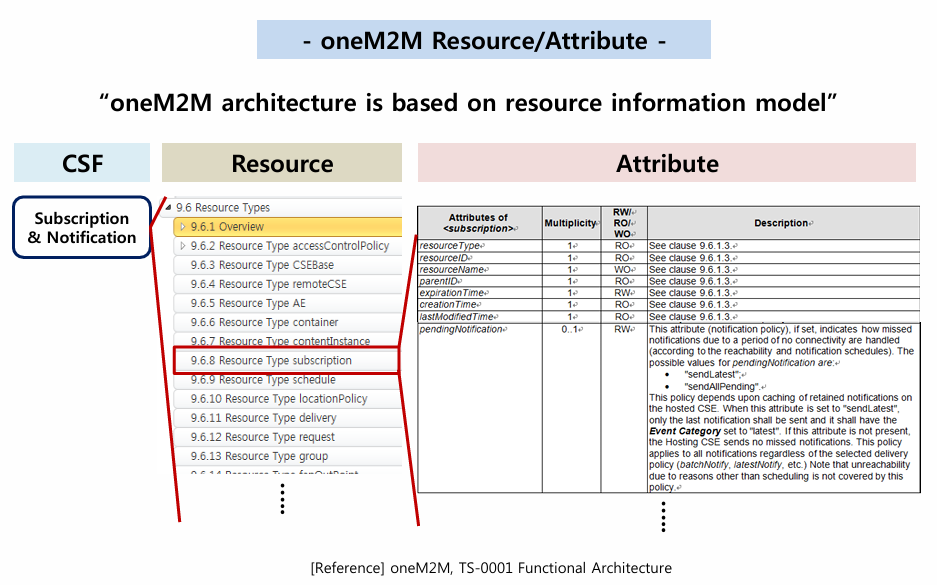 - oneM2M Resource/Attribute -
“oneM2M architecture is based on resource information model”
CSF
Resource
Attribute
Subscription
& Notification
9.6 Resource Types
9.6.1 Overview
9.6.2 Resource Type accessControlPolicy
9.6.3 Resource Type CSEBase
9.6.4 Resource Type remoteCSE
9.6.5 Resource Type AE
9.6.6 Resource Type container
9.6.7 Resource Type contentInstance
9.6.8 Resource Type subscription
9.6.9 Resource Type schedule
9.6.10 Resource Type locationPolicy
9.6.11 Resource Type delivery
9.6.12 Resource Type request
9.6.13 Resource Type group
9.6.14 Resource Type fanOutPoint
Attributes of
<subscription>
Multiplicity
RW/
RO/
WO
Description
resourceType 1 RO See clause 9.6.1.3.
resourceID 1 RO See clause 9.6.1.3.
resourceName 1 WO See clause 9.6.1.3.
parentID 1 RO See clause 9.6.1.3.
expirationTime 1 RW See clause 9.6.1.3.
creationTime 1 RO See clause 9.6.1.3.
lastModifiedTime 1 RO See clause 9.6.1.3.
pendingNotification 0..1 RW This attribute (notification policy), if set, indicates how missed
notifications due to a period of no connectivity are handled
(according to the reachability and notification schedules). The
possible values for pendingNotification are:
• "sendLatest";
• "sendAllPending".
This policy depends upon caching of retained notifications on
the hosted CSE. When this attribute is set to "sendLatest",
only the last notification shall be sent and it shall have the
Event Category set to "latest". If this attribute is not present,
the Hosting CSE sends no missed notifications. This policy
applies to all notifications regardless of the selected delivery
policy (batchNotify, latestNotify, etc.) Note that unreachability
due to reasons other than scheduling is not covered by this
policy.
[Reference] oneM2M, TS-0001 Functional Architecture